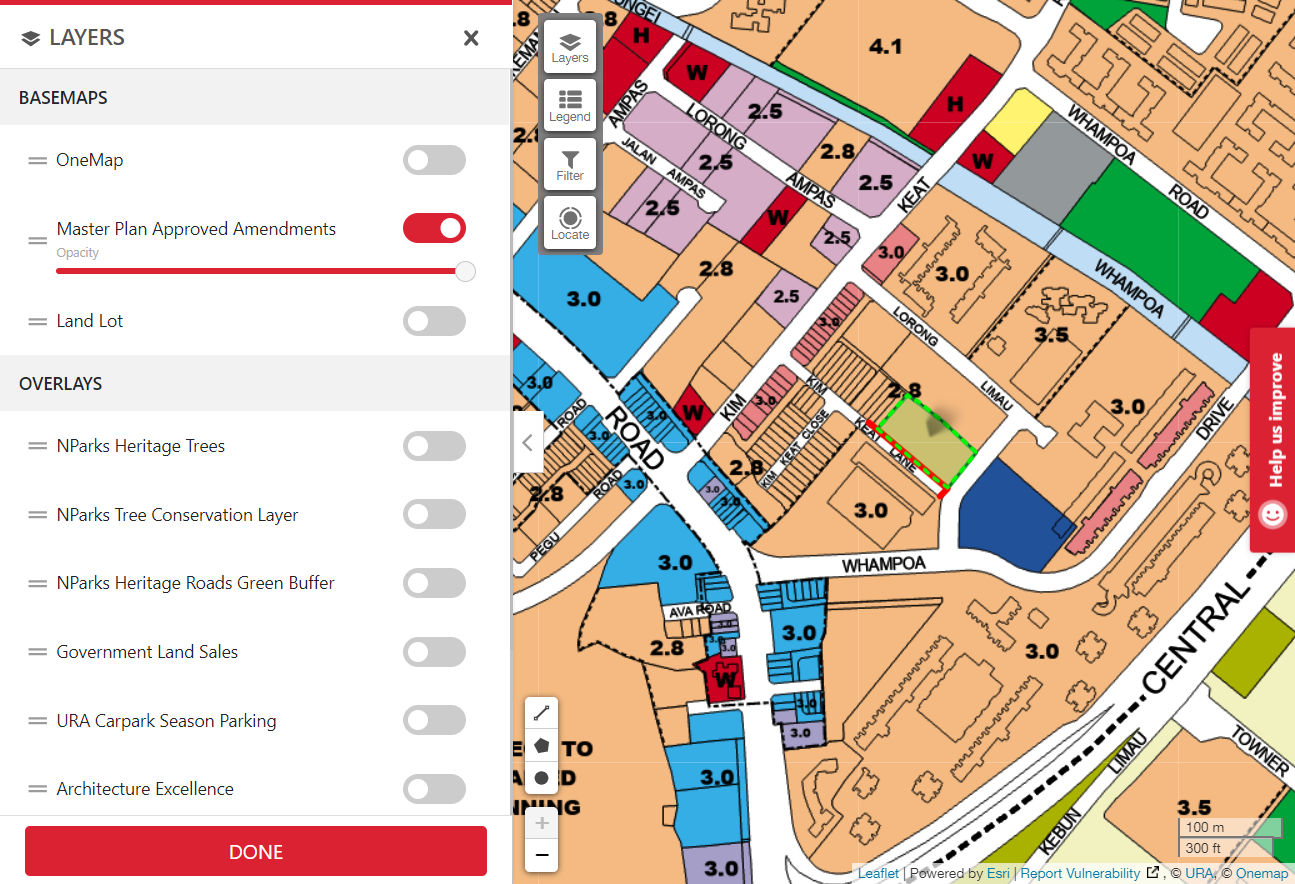 LAYERS
BASEMAPS
OneMap
Master Plan Approved Amendments
Opacity
Land Lot
OVERLAYS
NParks Heritage Trees
NParks Tree Conservation Layer
NParks Heritage Roads Green Buffer
Government Land Sales
URA Carpark Season Parking
Architecture Excellence
DONE
Layers
Legend
Filter
Locate
H
4.1
W
H
2.5
LORONG
AMPAS
AMPAS
JALAN
AMPAS
2.5
2.8
2.5
2.5
W
2.5
KEAT
W
WHAMPOA
ROAD
WHAMPOA
3.0
3.0
3.5
2.8
2.5
3.0
3.0
LORONG
LIMAU
2.8
3.0
DRIVE
KIM
KEAT
LANE
KIM
3.0
W
3.0
3.0
3.0
ROAD
ROAD
KIM
KEAT CLOSE
2.8
3.0
3.0
3.0
ROAD
2.8
PEGU
3.0
WHAMPOA
3.0
AVA ROAD
3.0
3.0
3.0
3.0
2.8
W
3.0
3.0
3.0
CENTRAL
TO
3.0
3.0
LIMAU
KEBUN
TOWNER
3.5
100 m
300 ft
Help us improve
Leaflet | Powered by Esri | Report Vulnerability , © URA, © Onemap